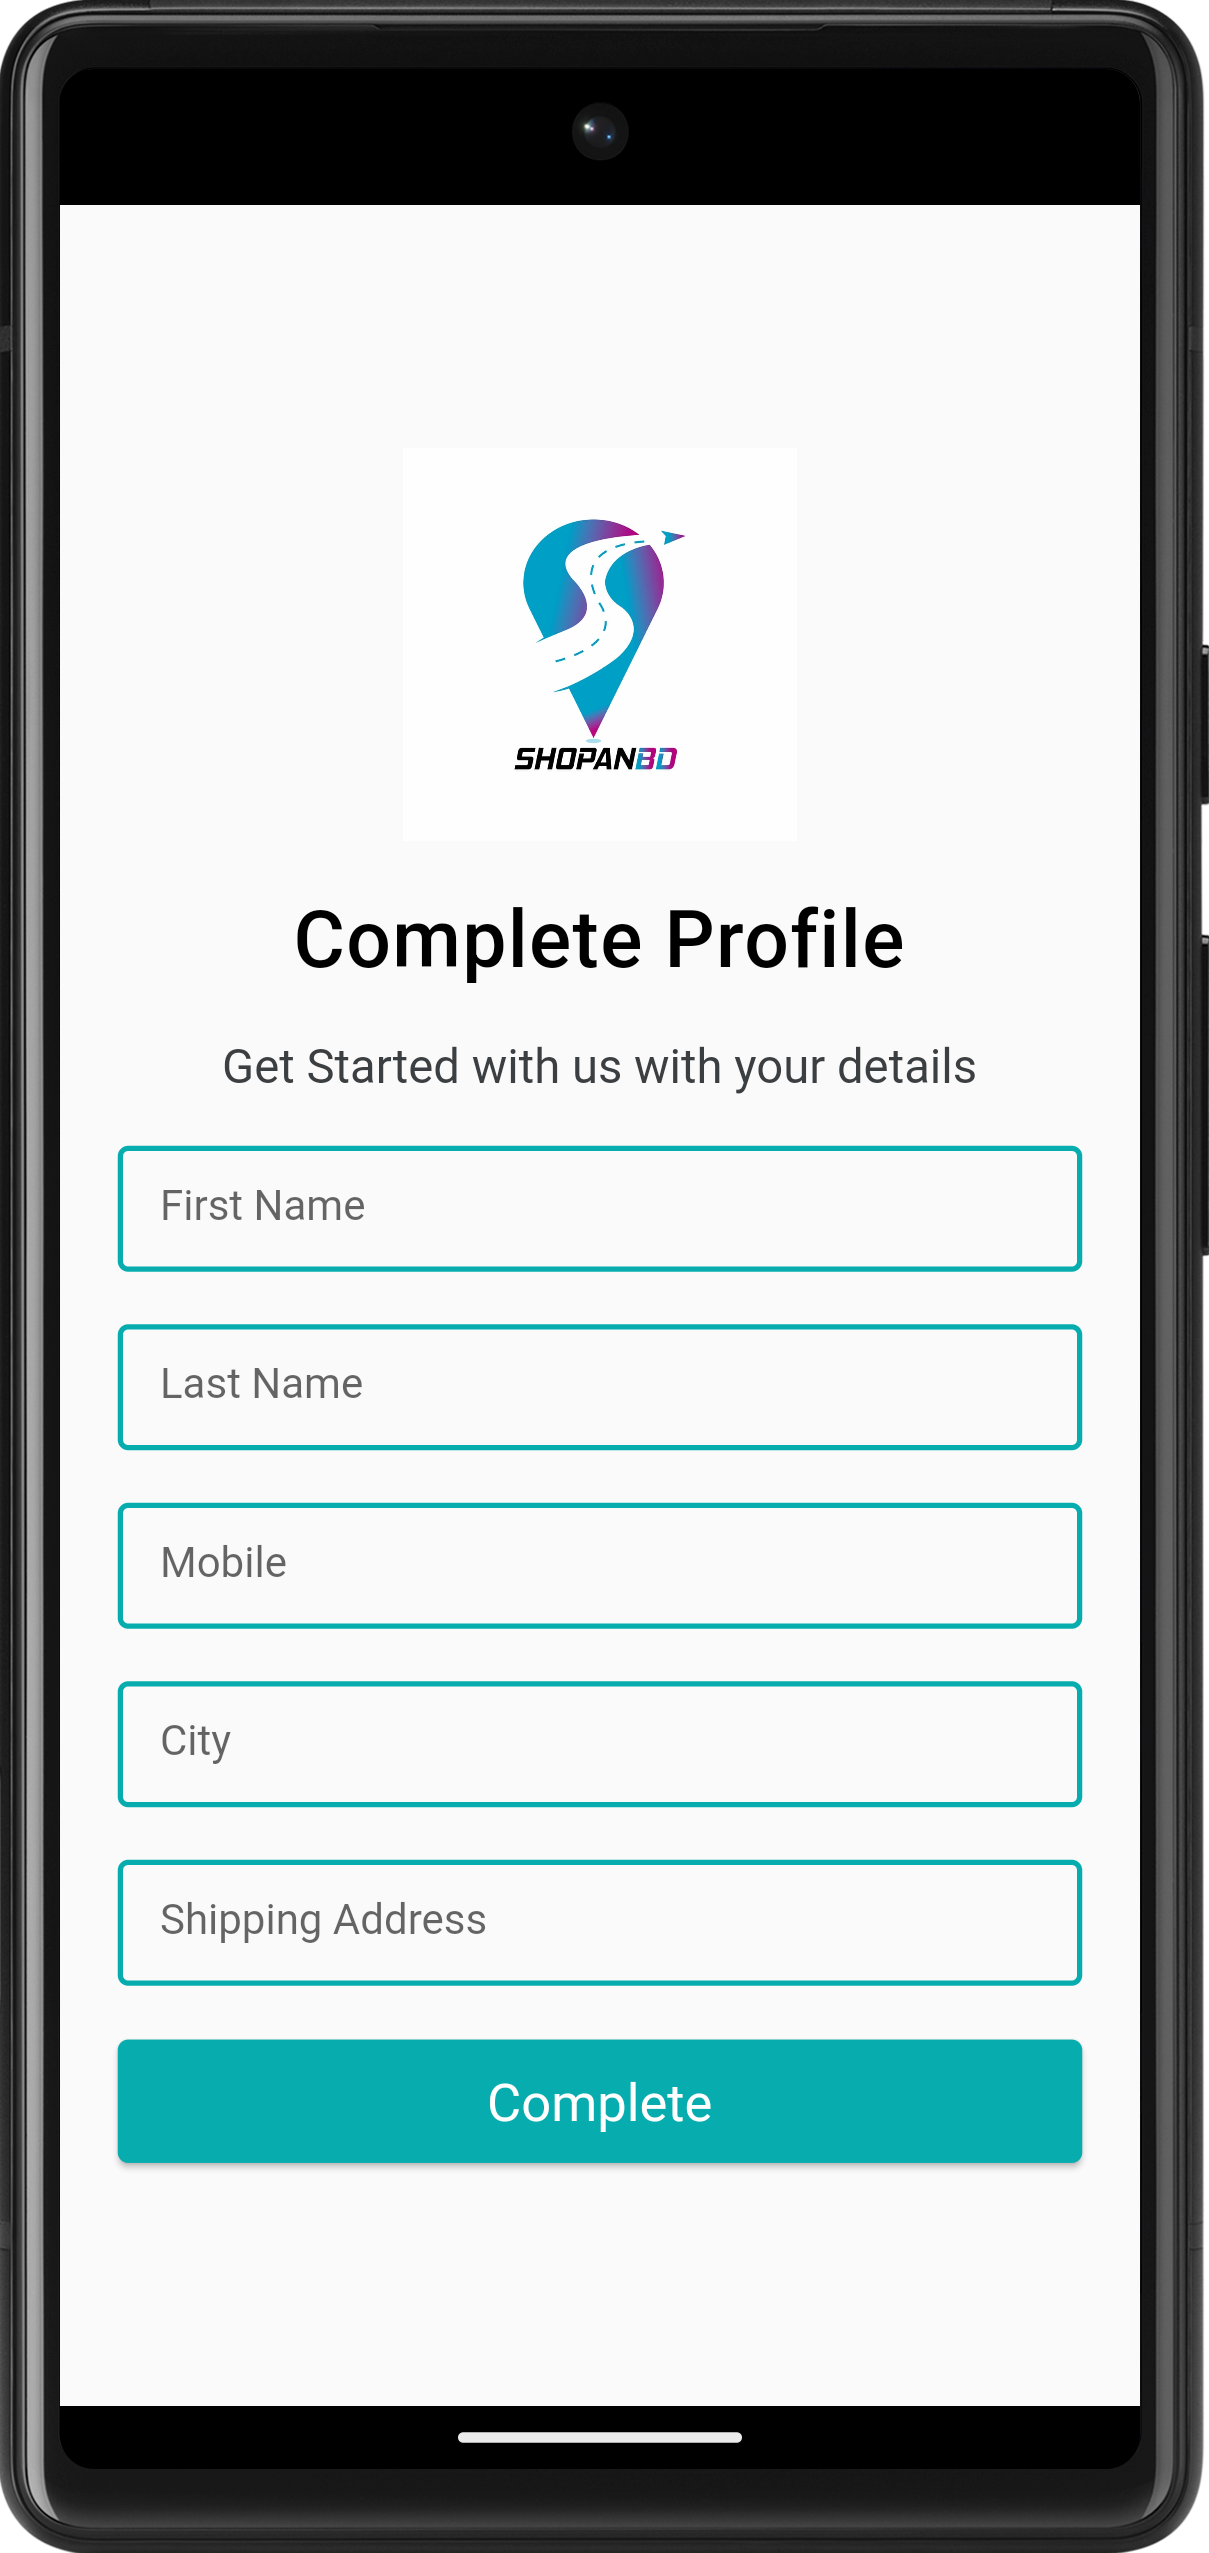 SHOPANBD
Complete Profile
Get Started with us with your details
First Name
Last Name
Mobile
City
Shipping Address
Complete